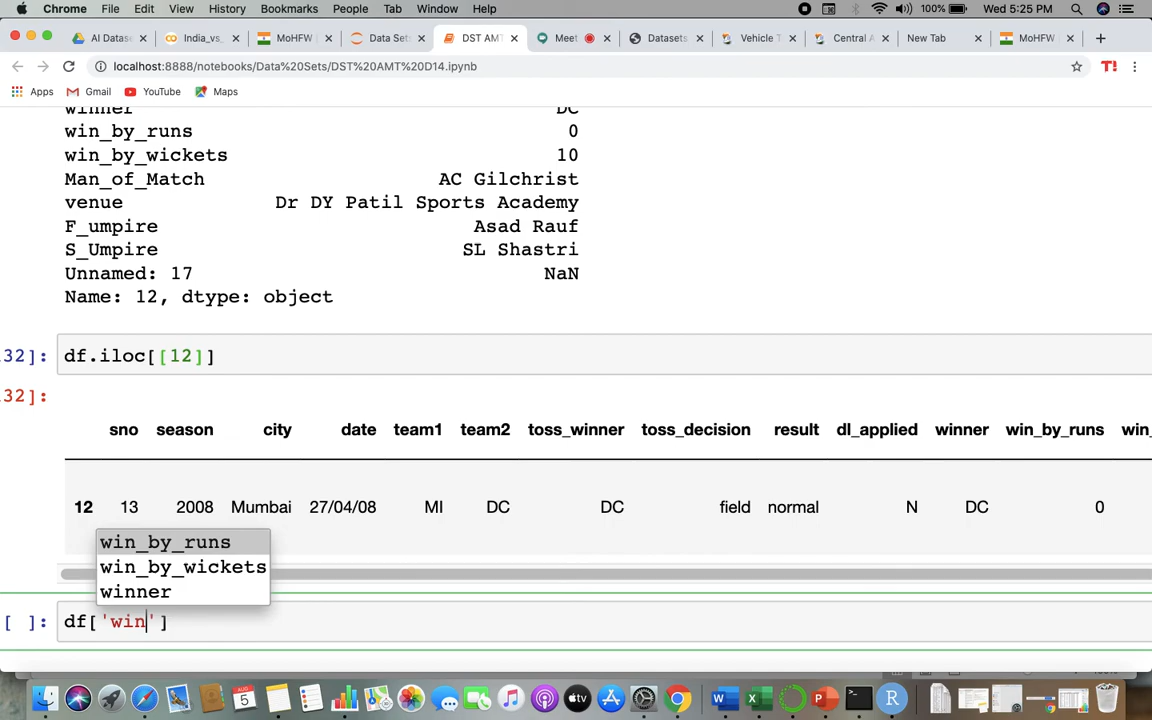 Chrome File Edit View History Bookmarks People Tab Window Help 100% Wed 5:25 PM
AI Datase India_vs_ MoHFW Data Set DST AMT Meet Datasets Vehicle T Central A New Tab MoHFW
localhost:8888/notebooks/Data%20Sets/DST%20AMT%20D14.ipynb T!
Apps Gmail YouTube Maps
winner DC
win_by_runs 0
win_by_wickets 10
Man_of_Match AC Gilchrist
venue Dr DY Patil Sports Academy
F_umpire Asad Rauf
S_Umpire SL Shastri
Unnamed: 17 NaN
Name: 12, dtype: object
32]: df.iloc[[12]]
32]:
sno season city date team1 team2 toss_winner toss_decision result dl_applied winner win_by_runs win_
12 13 2008 Mumbai 27/04/08 MI DC DC field normal N DC 0
win_by_runs
win_by_wickets
winner
[ ]: df['win']